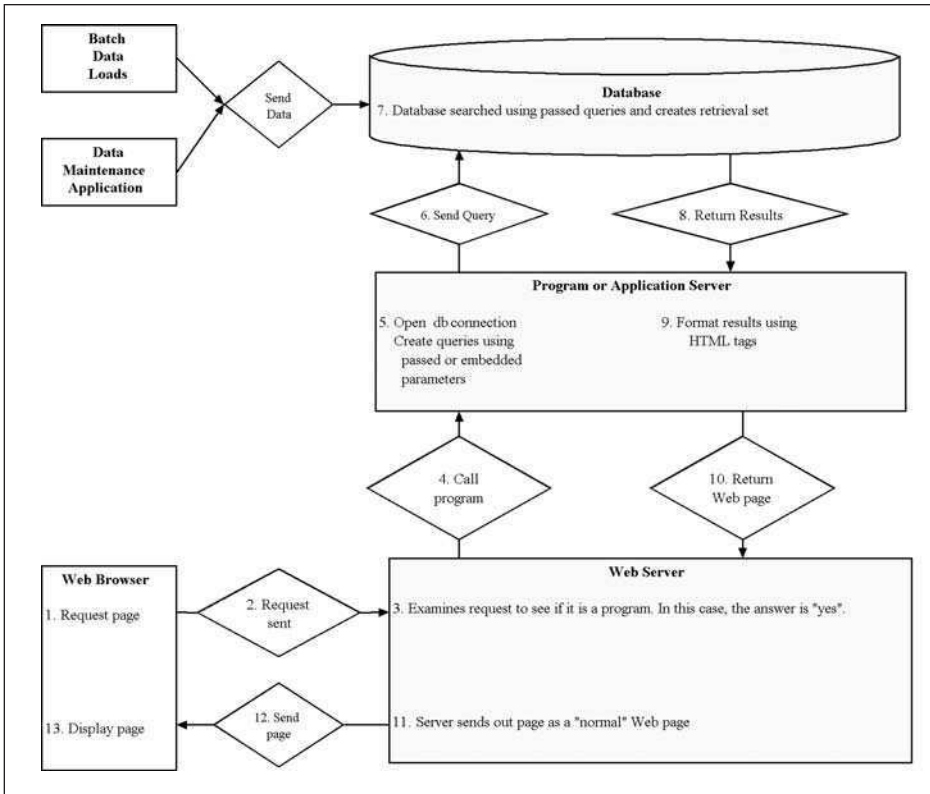 Batch
Data
Loads
Send
Data
Database
7. Database searched using passed queries and creates retrieval set
Data
Maintenance
Application
6. Send Query
8. Return Results
Program or Application Server
5. Open db connection
Create queries using
passed or embedded
parameters
9. Format results using
HTML tags
4. Call
program
10. Return
Web page
Web Browser
1. Request page
2. Request
sent
Web Server
3. Examines request to see if it is a program. In this case, the answer is "yes".
13. Display page
12. Send
page
11. Server sends out page as a "normal" Web page